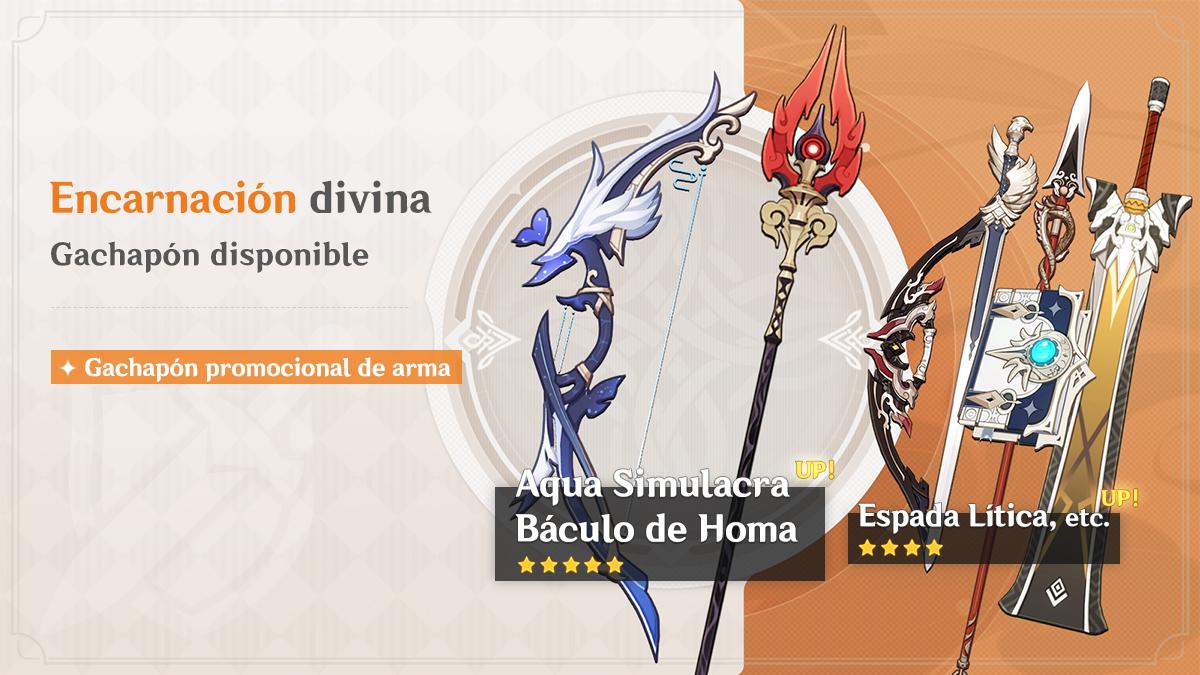 Encarnación divina
Gachapón disponible
✦ Gachapón promocional de arma
UP!
Aqua Simulacra
Báculo de Homa
★★★★★
UP!
Espada Lítica, etc.
★★★★